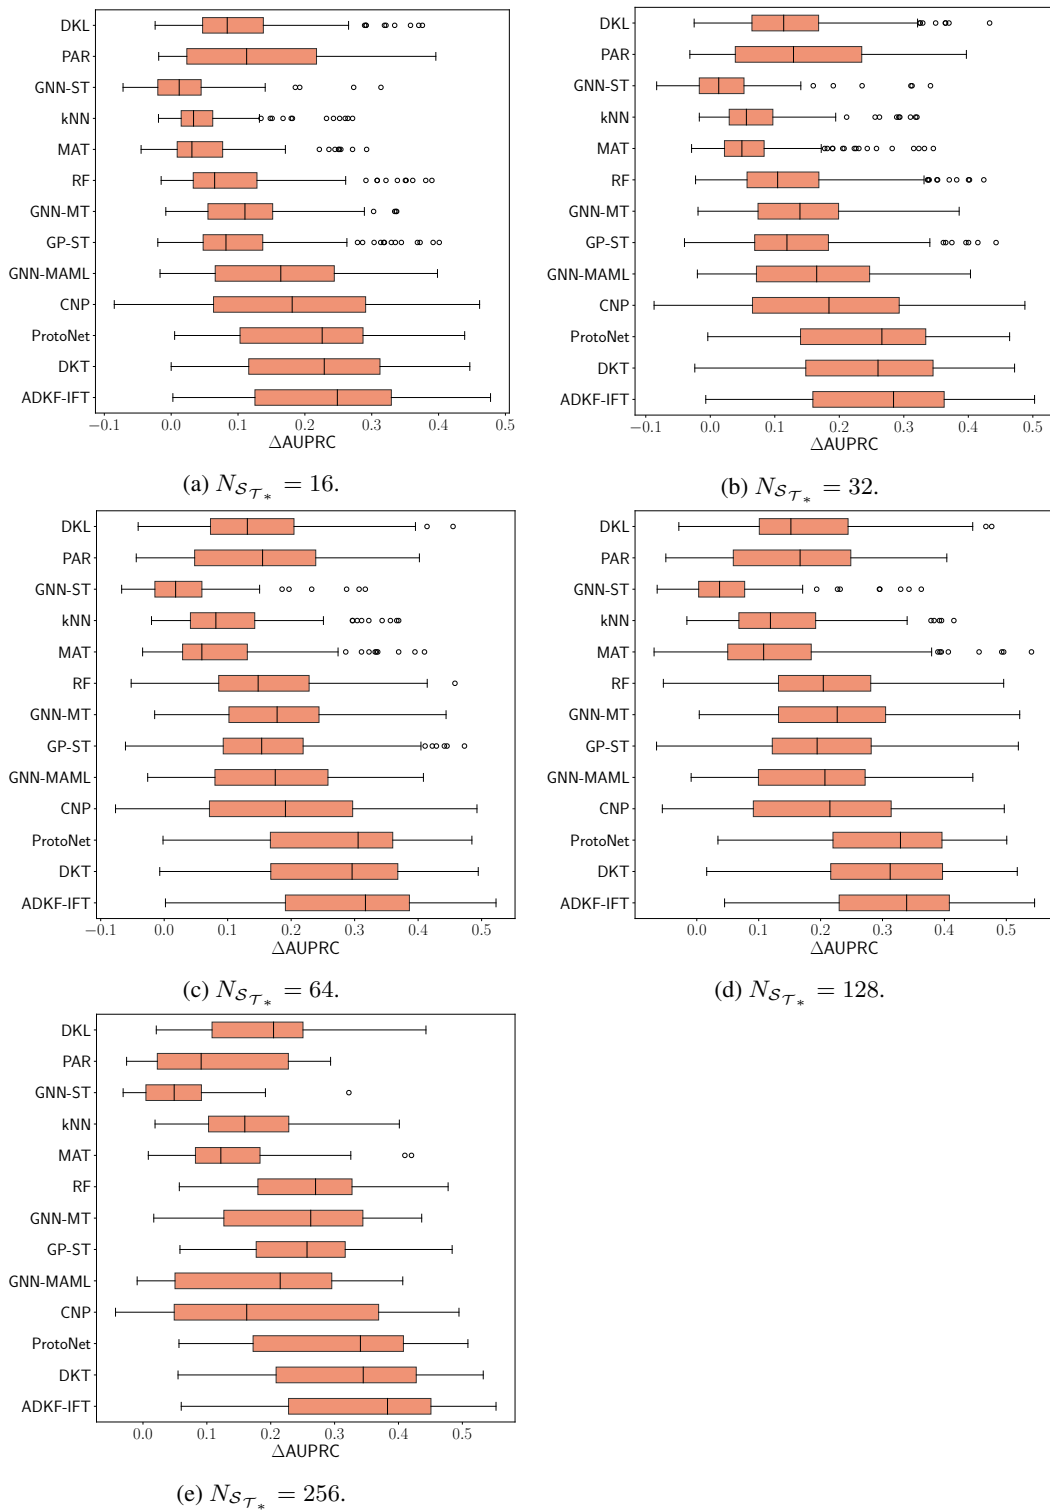 DKL
PAR
GNN-ST
kNN
MAT
RF
GNN-MT
GP-ST
GNN-MAML
CNP
ProtoNet
DKT
ADKF-IFT
−0.1 0.0 0.1 0.2 0.3 0.4 0.5
ΔAUPRC
(a) N_{S_{T_*}} = 16.
DKL
PAR
GNN-ST
kNN
MAT
RF
GNN-MT
GP-ST
GNN-MAML
CNP
ProtoNet
DKT
ADKF-IFT
−0.1 0.0 0.1 0.2 0.3 0.4 0.5
ΔAUPRC
(b) N_{S_{T_*}} = 32.
DKL
PAR
GNN-ST
kNN
MAT
RF
GNN-MT
GP-ST
GNN-MAML
CNP
ProtoNet
DKT
ADKF-IFT
−0.1 0.0 0.1 0.2 0.3 0.4 0.5
ΔAUPRC
(c) N_{S_{T_*}} = 64.
DKL
PAR
GNN-ST
kNN
MAT
RF
GNN-MT
GP-ST
GNN-MAML
CNP
ProtoNet
DKT
ADKF-IFT
0.0 0.1 0.2 0.3 0.4 0.5
ΔAUPRC
(d) N_{S_{T_*}} = 128.
DKL
PAR
GNN-ST
kNN
MAT
RF
GNN-MT
GP-ST
GNN-MAML
CNP
ProtoNet
DKT
ADKF-IFT
0.0 0.1 0.2 0.3 0.4 0.5
ΔAUPRC
(e) N_{S_{T_*}} = 256.